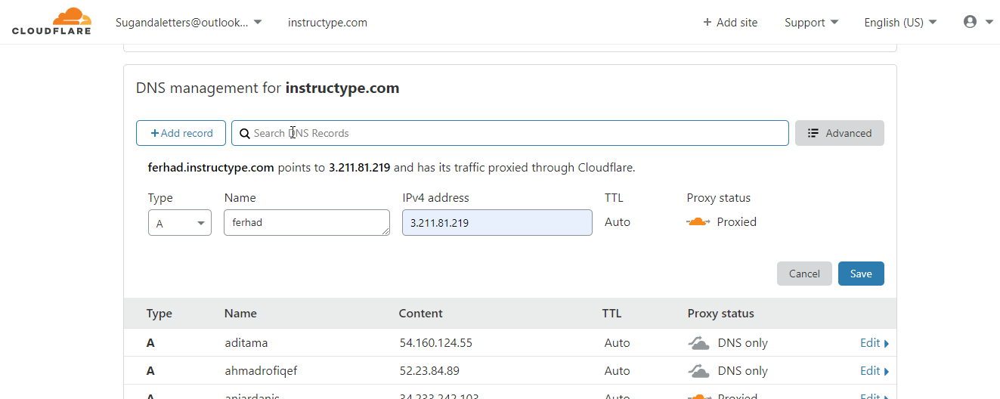 CLOUDFLARE Sugandaletters@outlook... instructype.com + Add site Support English (US)
DNS management for instructype.com
+ Add record Search DNS Records Advanced
ferhad.instructype.com points to 3.211.81.219 and has its traffic proxied through Cloudflare.
Type Name IPv4 address TTL Proxy status
A ferhad 3.211.81.219 Auto Proxied
Cancel Save
Type Name Content TTL Proxy status
A aditama 54.160.124.55 Auto DNS only Edit
A ahmadrofiqef 52.23.84.89 Auto DNS only Edit
A anjardanis 34.233.242.103 Auto Proxied Edit